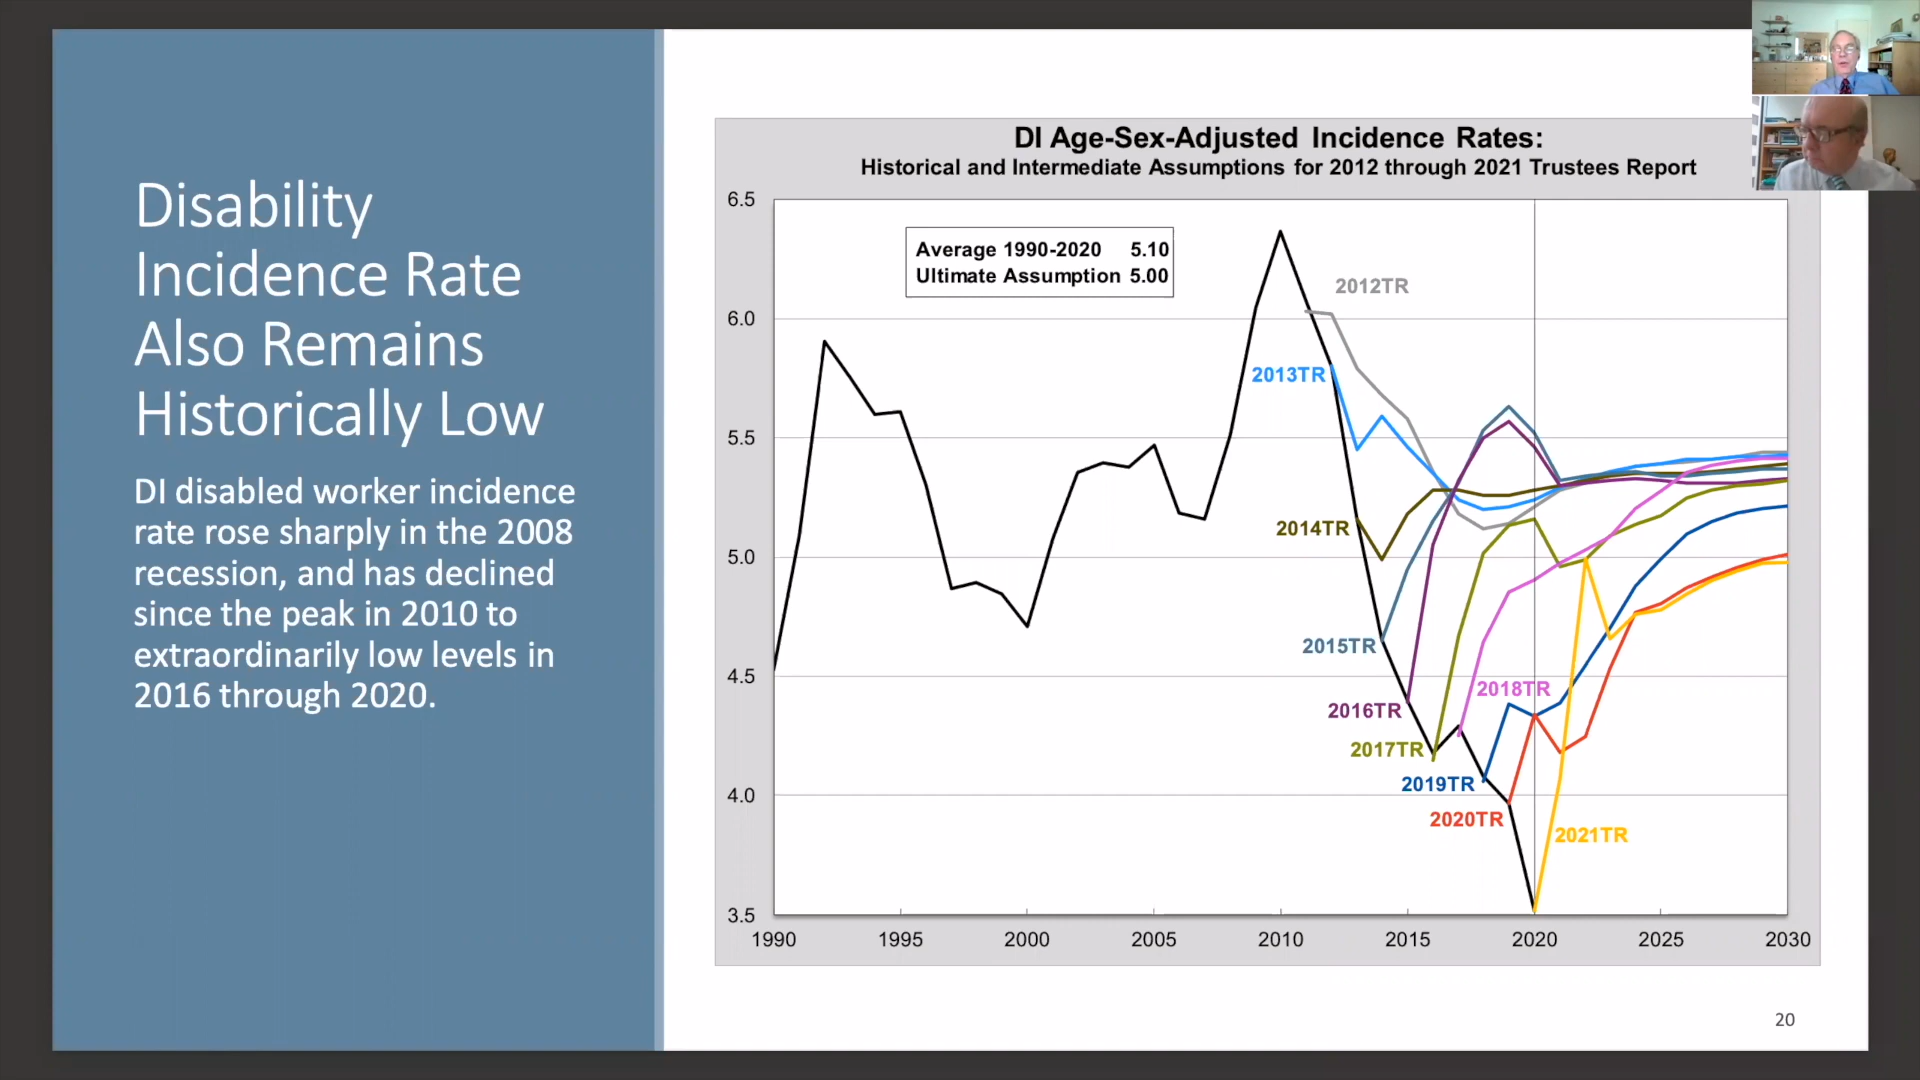 Disability
Incidence Rate
Also Remains
Historically Low
DI disabled worker incidence
rate rose sharply in the 2008
recession, and has declined
since the peak in 2010 to
extraordinarily low levels in
2016 through 2020.
DI Age-Sex-Adjusted Incidence Rates:
Historical and Intermediate Assumptions for 2012 through 2021 Trustees Report
6.5
6.0
5.5
5.0
4.5
4.0
3.5
Average 1990-2020 5.10
Ultimate Assumption 5.00
2012TR
2013TR
2014TR
2015TR
2018TR
2016TR
2017TR
2019TR
2020TR
2021TR
1990 1995 2000 2005 2010 2015 2020 2025 2030
20